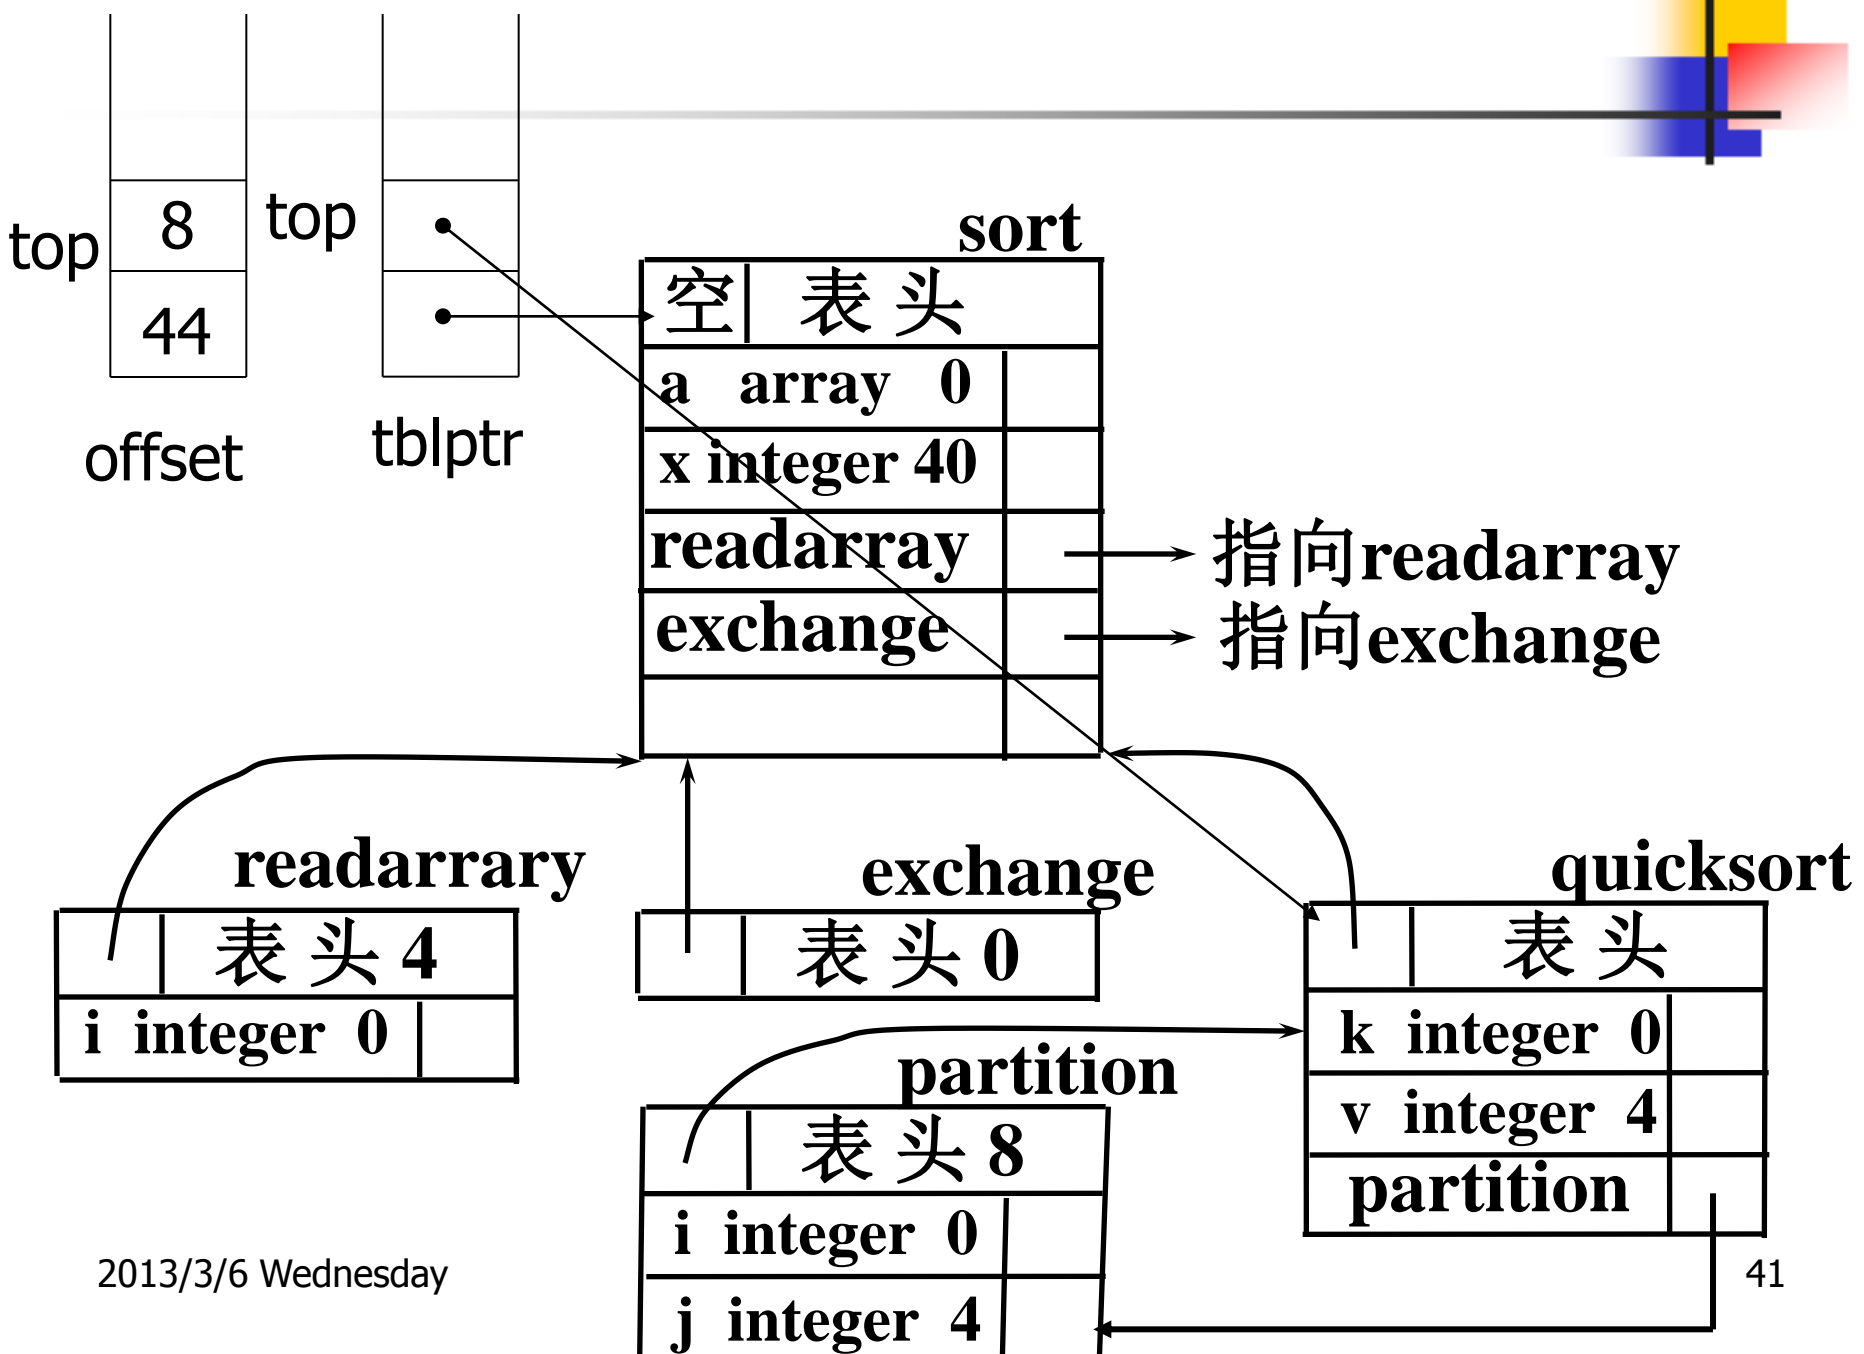 8
top
top
44
offset
tblptr
sort
空 表 头
a array 0
x integer 40
readarray
指向readarray
exchange
指向exchange
readarrary
exchange
quicksort
表 头 4
i integer 0
表 头 0
表 头
k integer 0
v integer 4
partition
partition
表 头 8
i integer 0
j integer 4
2013/3/6 Wednesday
41